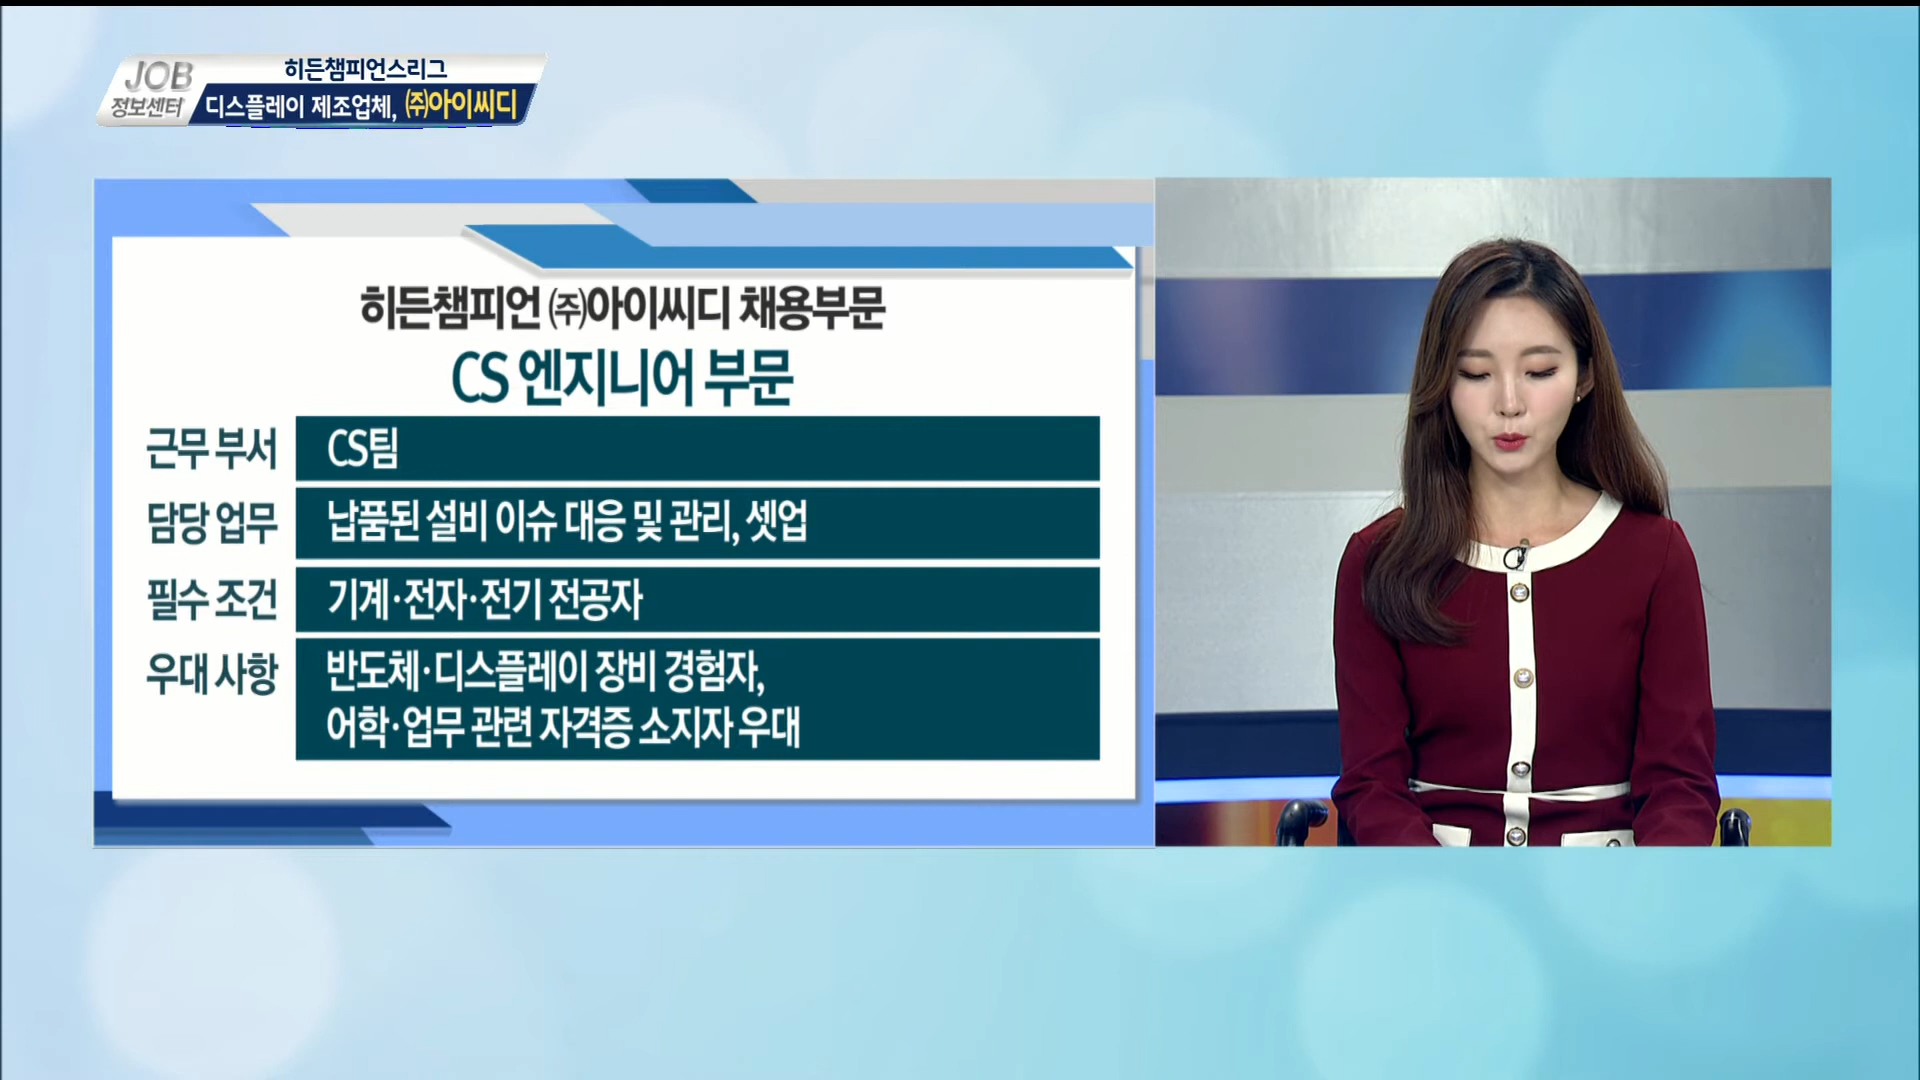 JOB
정보센터
히든챔피언스리그
디스플레이 제조업체, ㈜아이씨디
히든챔피언 ㈜아이씨디 채용부문
CS 엔지니어 부문
근무 부서
CS팀
담당 업무
납품된 설비 이슈 대응 및 관리, 셋업
필수 조건
기계·전자·전기 전공자
우대 사항
반도체·디스플레이 장비 경험자,
어학·업무 관련 자격증 소지자 우대